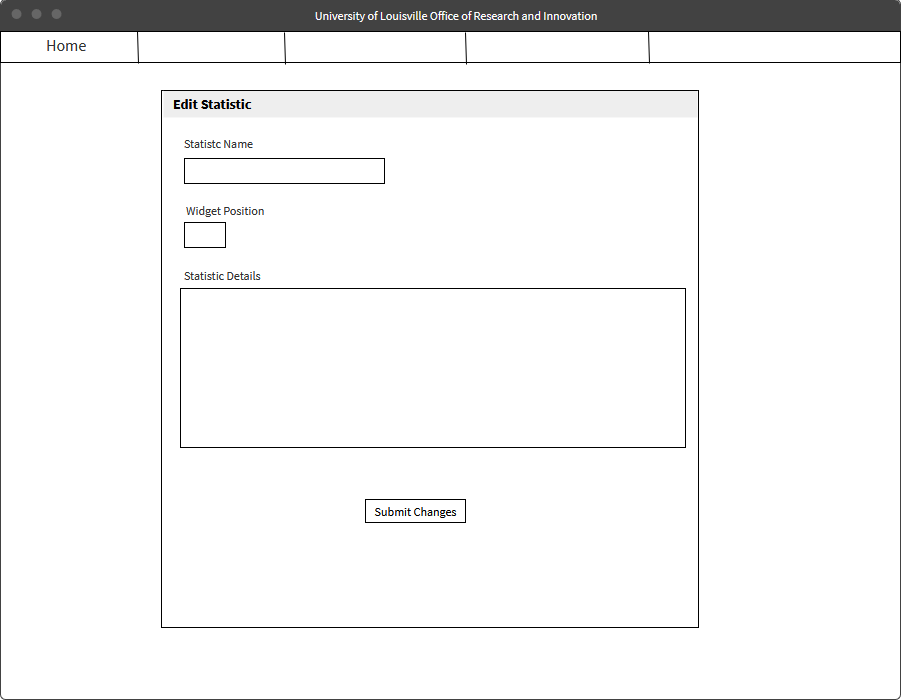 University of Louisville Office of Research and Innovation
Home
Edit Statistic
Statistc Name
Widget Position
Statistic Details
Submit Changes